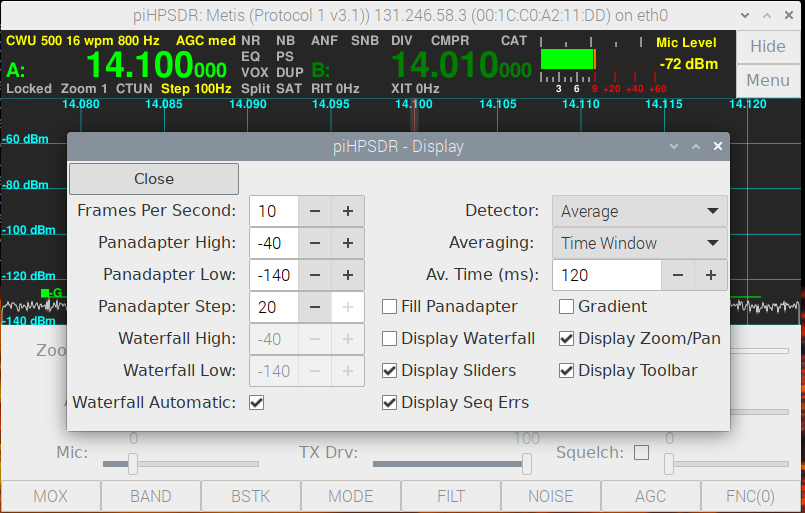 piHPSDR: Metis (Protocol 1 v3.1)) 131.246.58.3 (00:1C:C0:A2:11:DD) on eth0
CWU 500 16 wpm 800 Hz AGC med NR NB ANF SNB DIV CMPR CAT Mic Level Hide
A: 14.100000 EQ PS B: 14.010000 -72 dBm
VOX DUP Menu
Locked Zoom 1 CTUN Step 100Hz Split SAT RIT 0Hz XIT 0Hz 3 6 9 +20 +40 +60
14.080 14.085 14.090 14.095 14.100 14.105 14.110 14.115 14.120
-60 dBm
-80 dBm
-100 dBm
-120 dBm
-G
-140 dBm
piHPSDR - Display
Close
Frames Per Second: 10 − + Detector: Average
Panadapter High: -40 − + Averaging: Time Window
Panadapter Low: -140 − + Av. Time (ms): 120 − +
Panadapter Step: 20 − + Fill Panadapter Gradient
Waterfall High: -40 − + Display Waterfall Display Zoom/Pan
Waterfall Low: -140 − + Display Sliders Display Toolbar
Waterfall Automatic: Display Seq Errs
Zoo
0 100 0
Mic: TX Drv: Squelch:
MOX BAND BSTK MODE FILT NOISE AGC FNC(0)